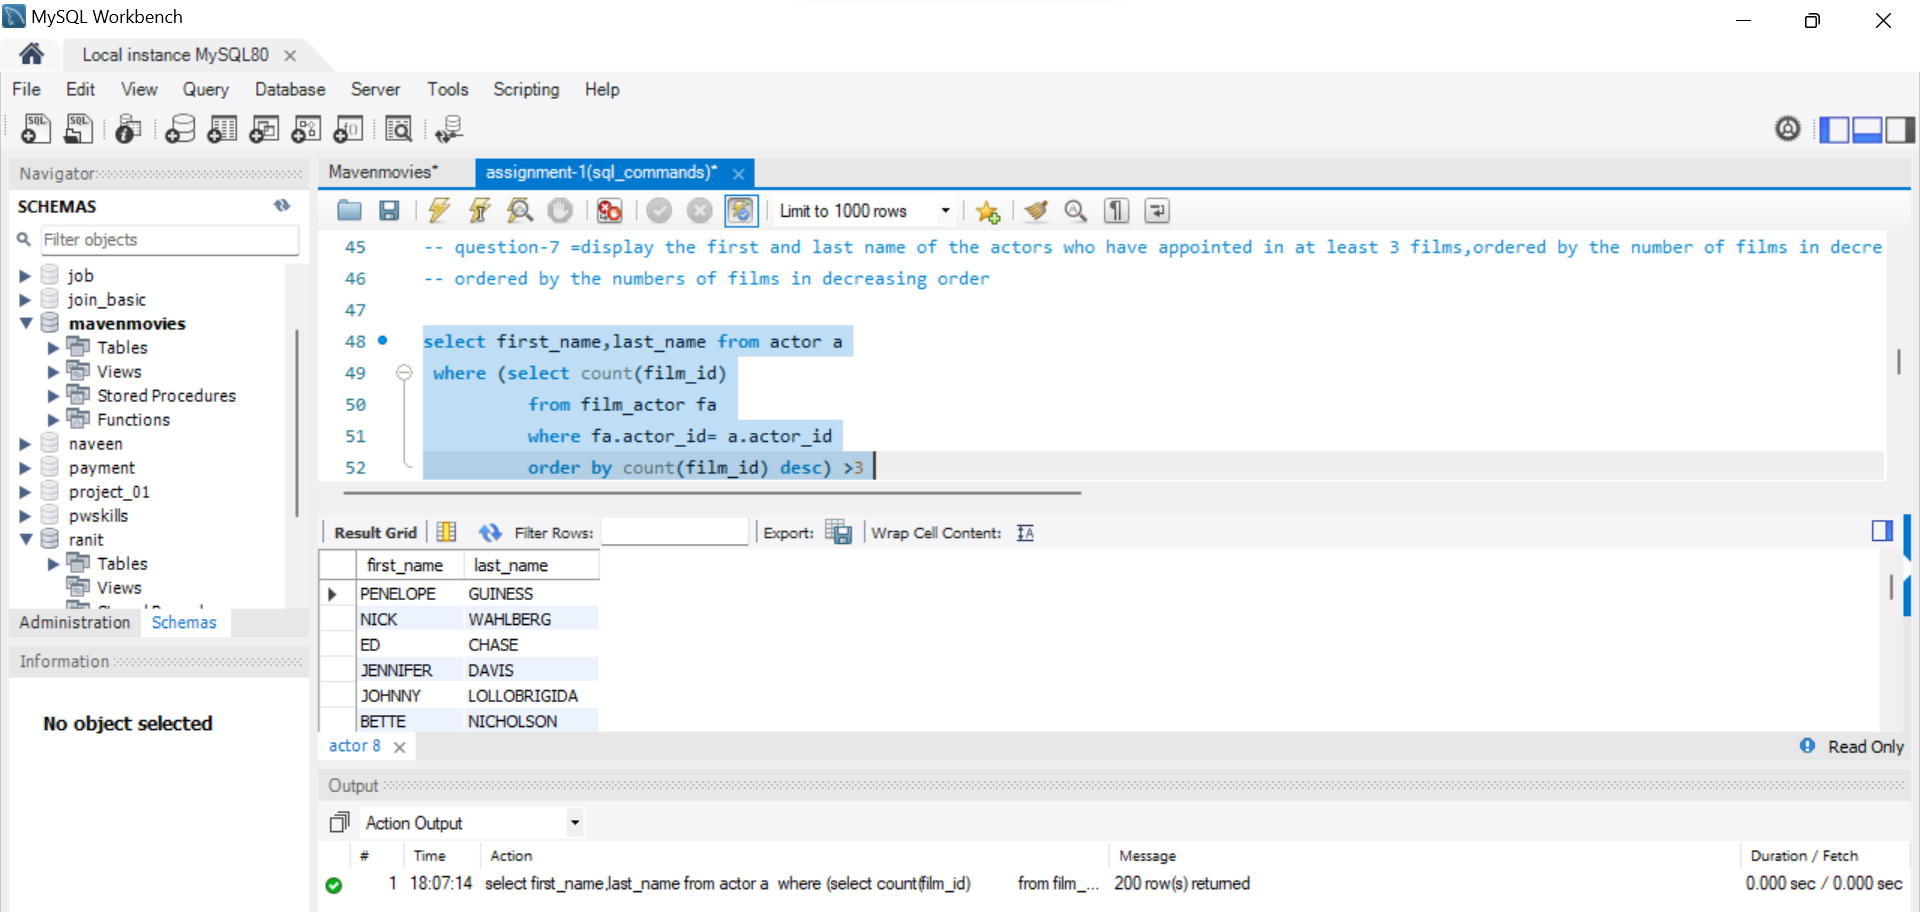 MySQL Workbench
Local instance MySQL80
File Edit View Query Database Server Tools Scripting Help
Navigator
SCHEMAS
Filter objects
job
join_basic
mavenmovies
Tables
Views
Stored Procedures
Functions
naveen
payment
project_01
pwskills
ranit
Tables
Views
Administration Schemas
Information
No object selected
Mavenmovies* assignment-1(sql_commands)*
Limit to 1000 rows
45 -- question-7 =display the first and last name of the actors who have appointed in at least 3 films,ordered by the number of films in decre
46 -- ordered by the numbers of films in decreasing order
47
48 select first_name,last_name from actor a
49 where (select count(film_id)
50 from film_actor fa
51 where fa.actor_id= a.actor_id
52 order by count(film_id) desc) >3
Result Grid Filter Rows: Export: Wrap Cell Content:
first_name last_name
PENELOPE GUINESS
NICK WAHLBERG
ED CHASE
JENNIFER DAVIS
JOHNNY LOLLOBRIGIDA
BETTE NICHOLSON
actor 8 Read Only
Output
Action Output
# Time Action Message Duration / Fetch
1 18:07:14 select first_name,last_name from actor a where (select count(film_id) from film_... 200 row(s) returned 0.000 sec / 0.000 sec